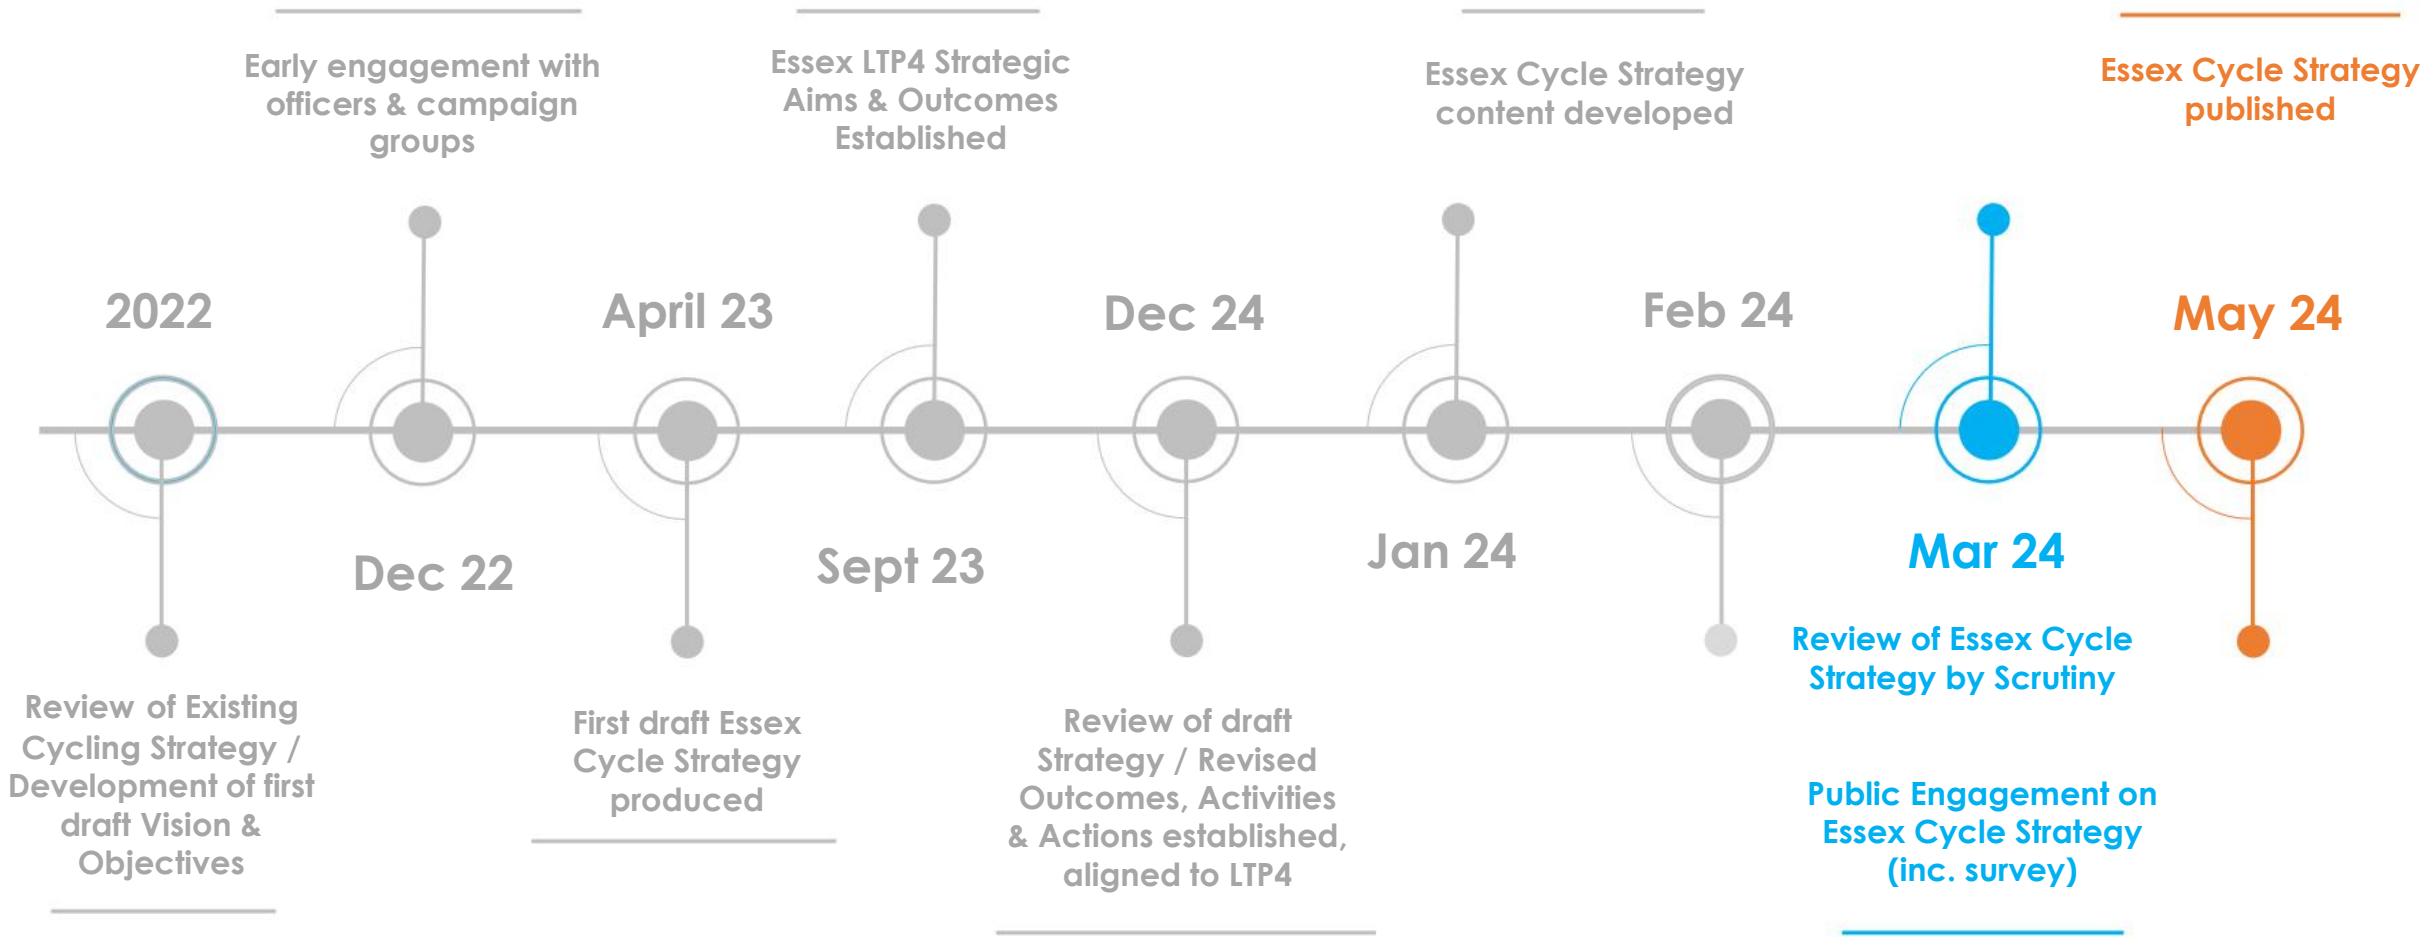 2022
Review of Existing
Cycling Strategy /
Development of first
draft Vision &
Objectives
Early engagement with
officers & campaign
groups
Dec 22
April 23
First draft Essex
Cycle Strategy
produced
Essex LTP4 Strategic
Aims & Outcomes
Established
Sept 23
Dec 24
Review of draft
Strategy / Revised
Outcomes, Activities
& Actions established,
aligned to LTP4
Essex Cycle Strategy
content developed
Jan 24
Feb 24
Mar 24
Review of Essex Cycle
Strategy by Scrutiny
Public Engagement on
Essex Cycle Strategy
(inc. survey)
Essex Cycle Strategy
published
May 24